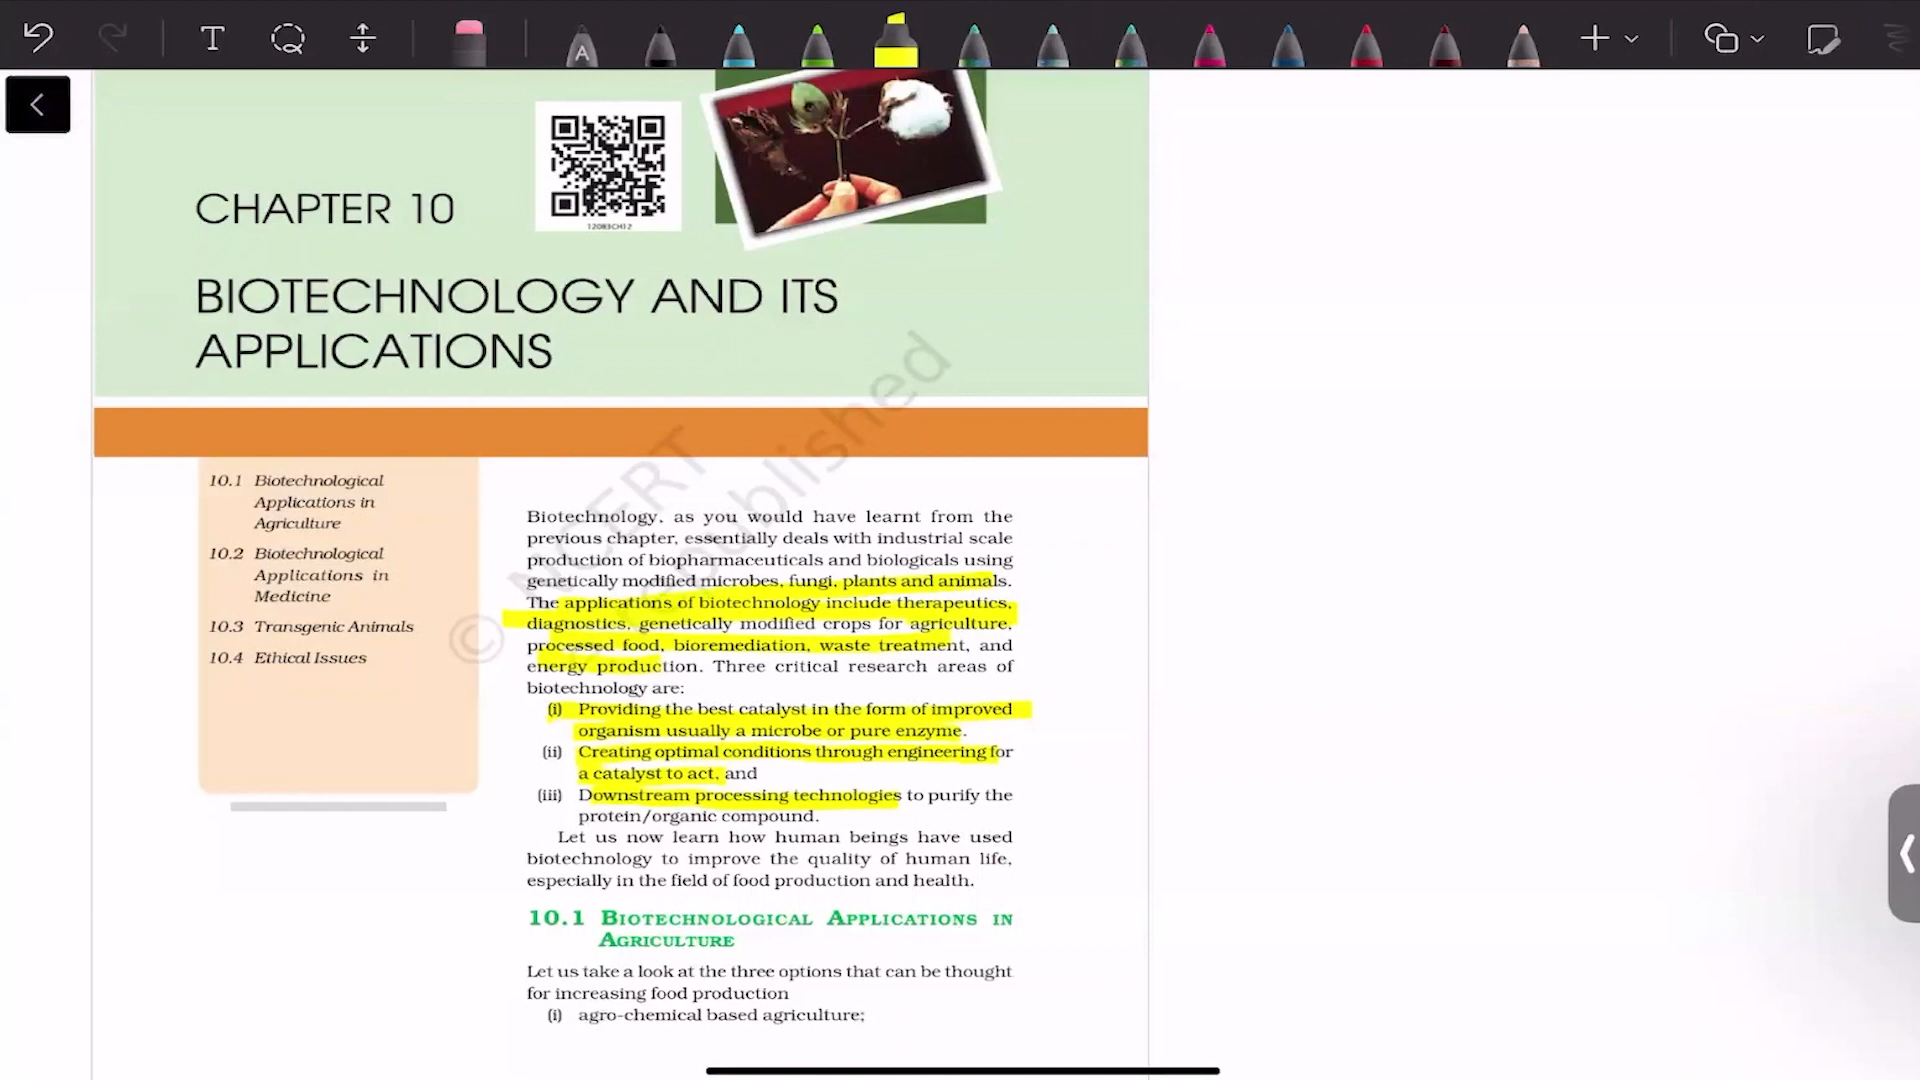 T
A
12083CH12
CHAPTER 10
BIOTECHNOLOGY AND ITS
APPLICATIONS
10.1 Biotechnological
Applications in
Agriculture
10.2 Biotechnological
Applications in
Medicine
10.3 Transgenic Animals
10.4 Ethical Issues
Biotechnology, as you would have learnt from the
previous chapter, essentially deals with industrial scale
production of biopharmaceuticals and biologicals using
genetically modified microbes, fungi, plants and animals.
The applications of biotechnology include therapeutics,
diagnostics, genetically modified crops for agriculture,
processed food, bioremediation, waste treatment, and
energy production. Three critical research areas of
biotechnology are:
(i) Providing the best catalyst in the form of improved
organism usually a microbe or pure enzyme.
(ii) Creating optimal conditions through engineering for
a catalyst to act, and
(iii) Downstream processing technologies to purify the
protein/organic compound.
Let us now learn how human beings have used
biotechnology to improve the quality of human life,
especially in the field of food production and health.
10.1 BIOTECHNOLOGICAL APPLICATIONS IN
AGRICULTURE
Let us take a look at the three options that can be thought
for increasing food production
(i) agro-chemical based agriculture;
© NCERT
republished